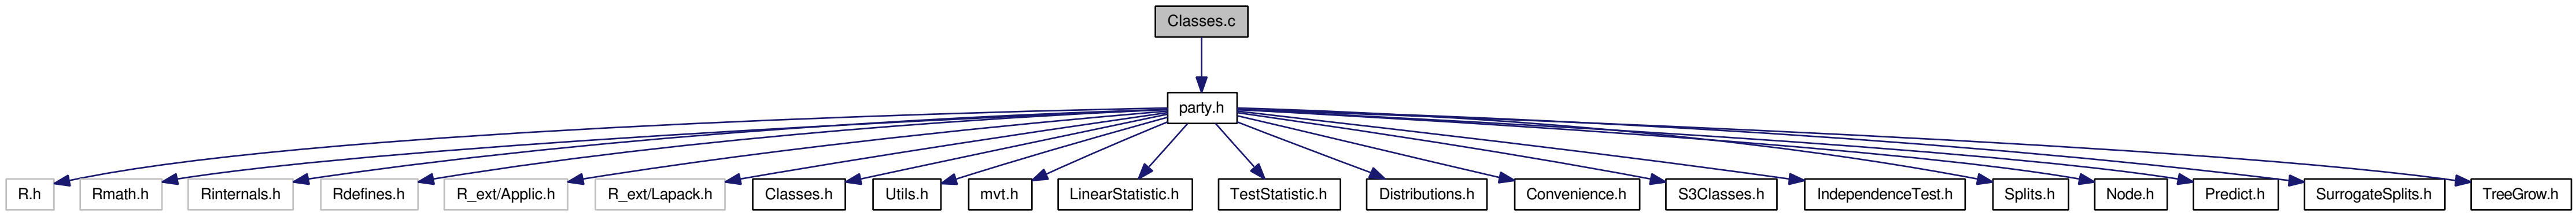 Classes.c
party.h
R.h
Rmath.h
Rinternals.h
Rdefines.h
R_ext/Applic.h
R_ext/Lapack.h
Classes.h
Utils.h
mvt.h
LinearStatistic.h
TestStatistic.h
Distributions.h
Convenience.h
S3Classes.h
IndependenceTest.h
Splits.h
Node.h
Predict.h
SurrogateSplits.h
TreeGrow.h